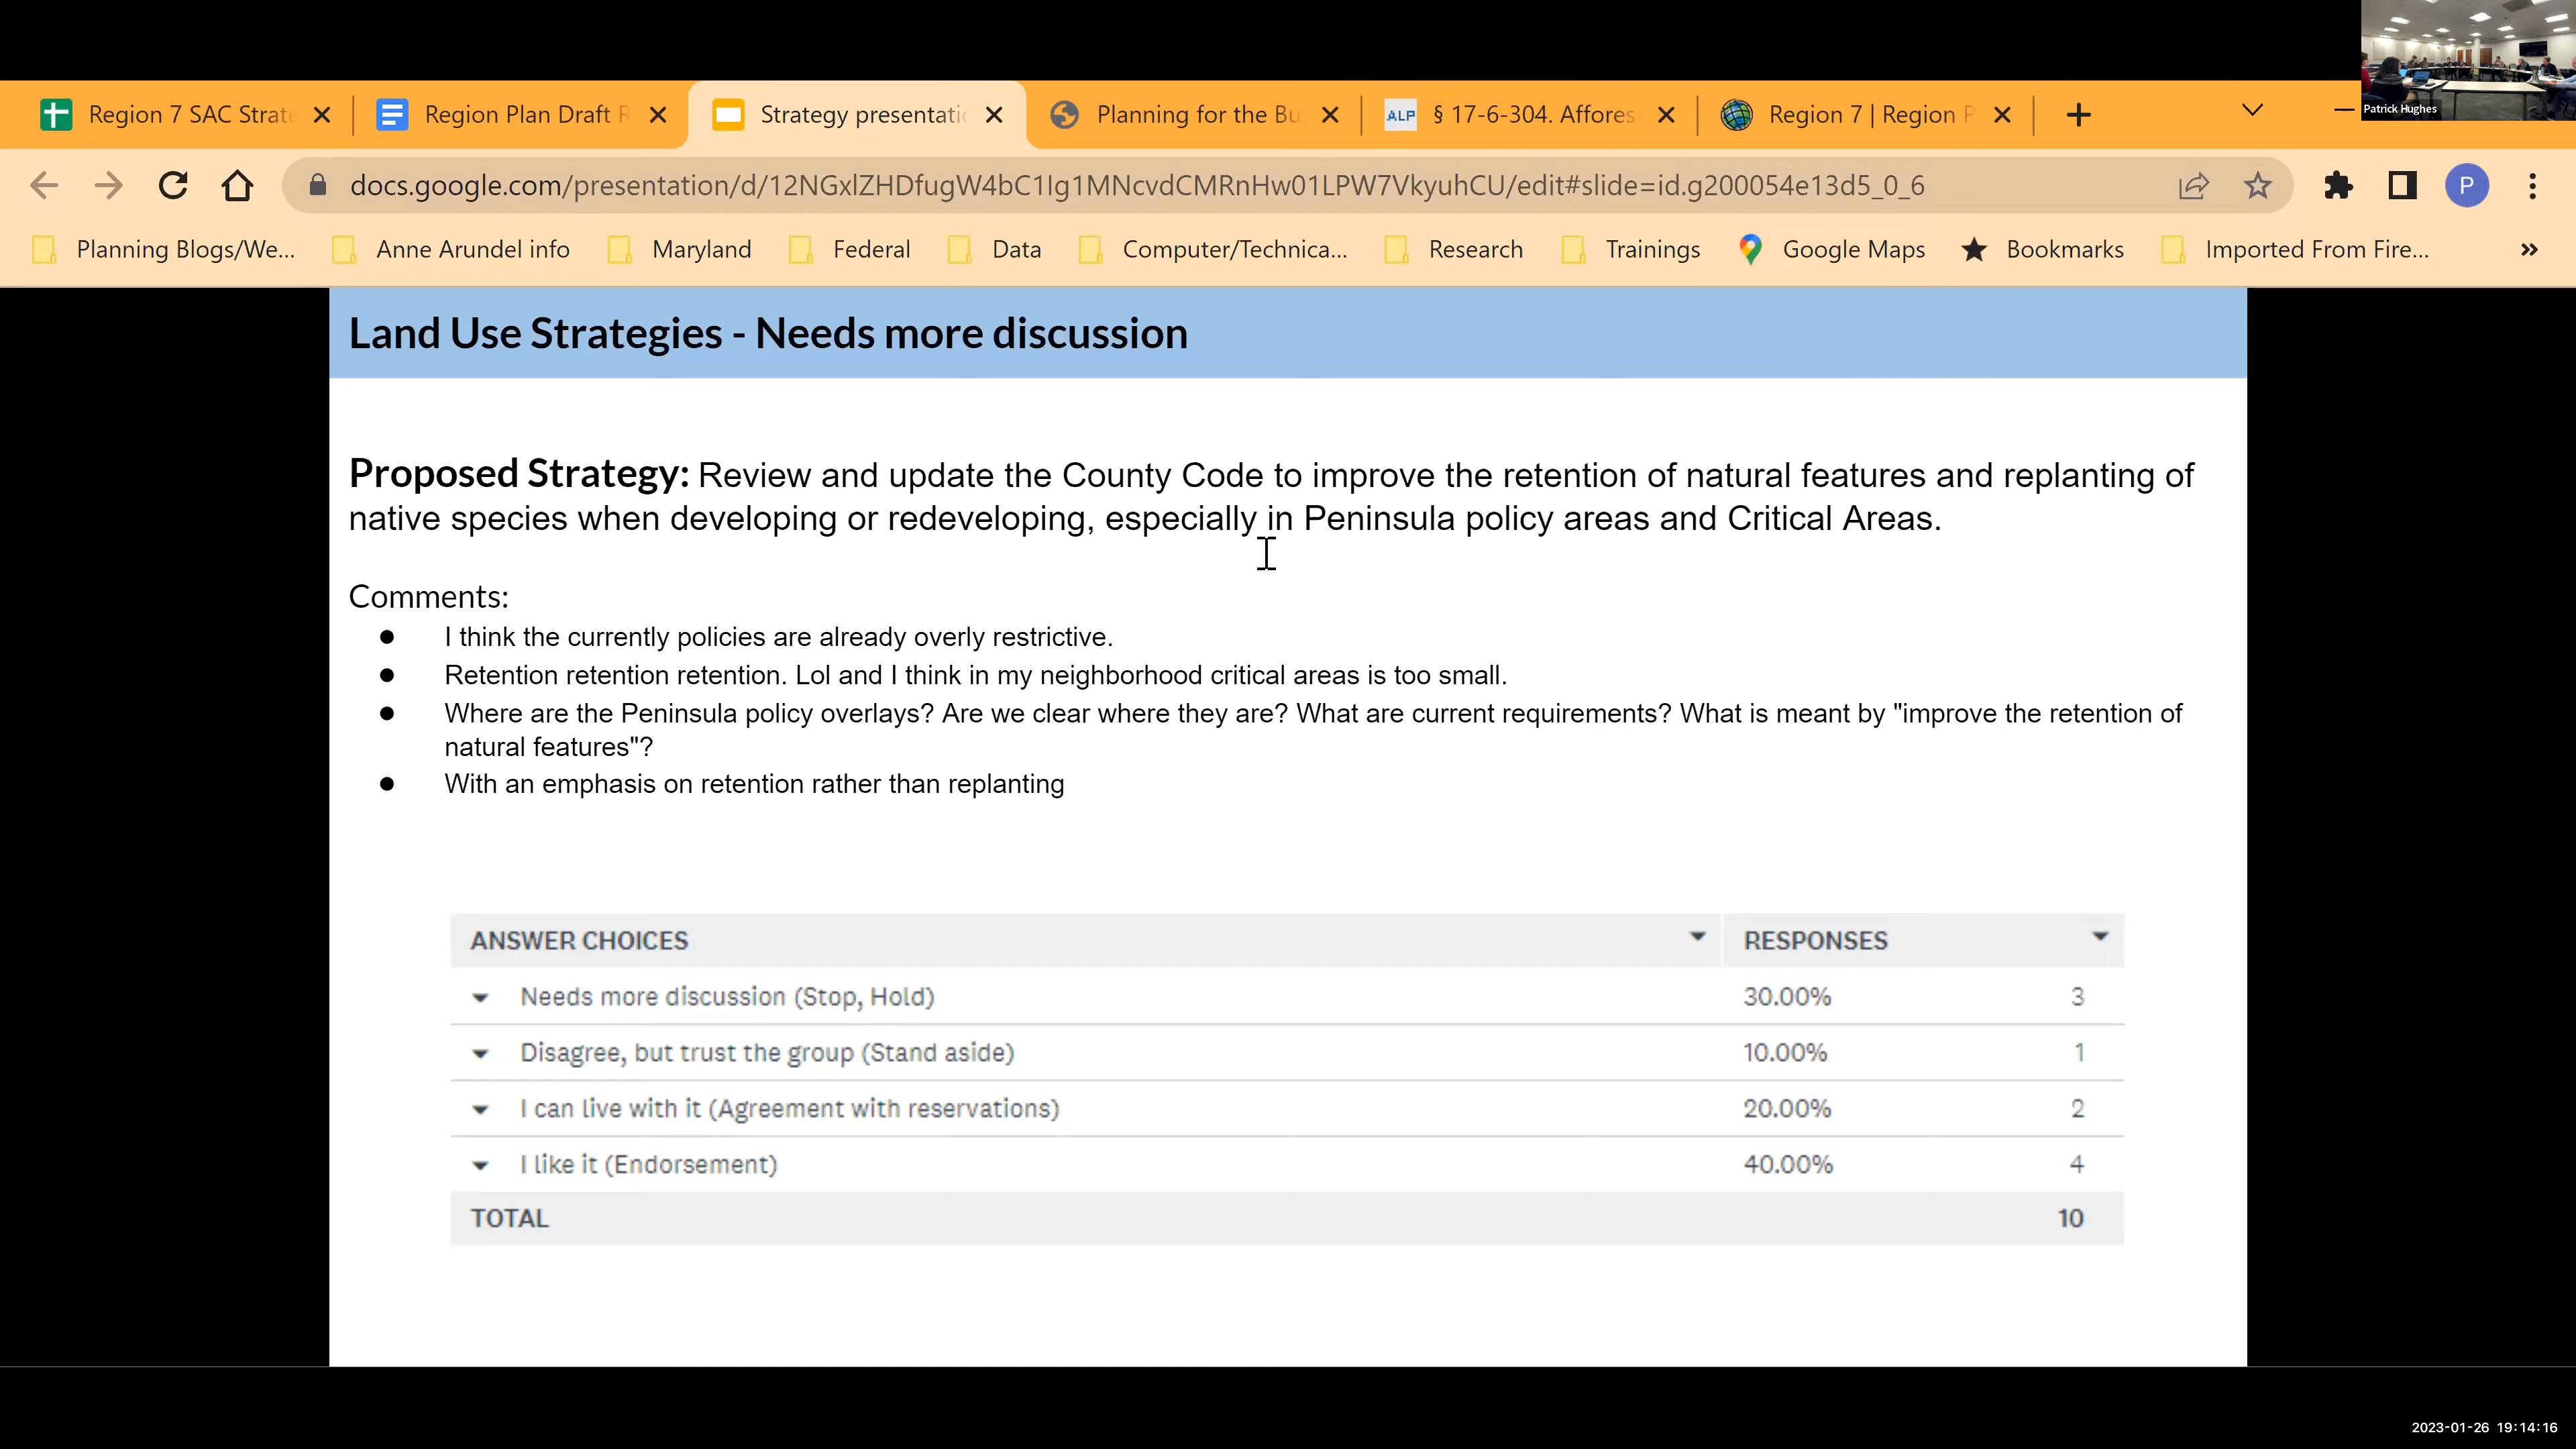 Region 7 SAC Strate
Region Plan Draft R
Strategy presentatio
Planning for the Bu
ALP
§ 17-6-304. Affores
Region 7 | Region P
Patrick Hughes
docs.google.com/presentation/d/12NGxlZHDfugW4bC1Ig1MNcvdCMRnHw01LPW7VkyuhCU/edit#slide=id.g200054e13d5_0_6
P
Planning Blogs/We...
Anne Arundel info
Maryland
Federal
Data
Computer/Technica...
Research
Trainings
Google Maps
Bookmarks
Imported From Fire...
Land Use Strategies - Needs more discussion
Proposed Strategy: Review and update the County Code to improve the retention of natural features and replanting of
native species when developing or redeveloping, especially in Peninsula policy areas and Critical Areas.
Comments:
● I think the currently policies are already overly restrictive.
● Retention retention retention. Lol and I think in my neighborhood critical areas is too small.
● Where are the Peninsula policy overlays? Are we clear where they are? What are current requirements? What is meant by "improve the retention of
natural features"?
● With an emphasis on retention rather than replanting
ANSWER CHOICES RESPONSES
Needs more discussion (Stop, Hold) 30.00% 3
Disagree, but trust the group (Stand aside) 10.00% 1
I can live with it (Agreement with reservations) 20.00% 2
I like it (Endorsement) 40.00% 4
TOTAL 10
2023-01-26 19:14:16